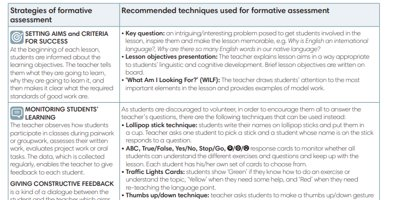 Strategies of formative
assessment
Recommended techniques used for formative assessment
SETTING AIMS and CRITERIA
FOR SUCCESS
At the beginning of each lesson,
students are informed about the
learning objectives. The teacher tells
them what they are going to learn,
why they are going to learn it, and
then makes it clear what the required
standards of good work are.
• Key question: an intriguing/interesting problem posed to get students involved in the
lesson, inspire them and make the lesson memorable, e.g. Why is English an international
language?, Why are there so many English words in our native language?
• Lesson objectives presentation: The teacher explains lesson aims in a way appropriate
to students' linguistic and cognitive development. Brief lesson objectives are written on
board.
• 'What Am I Looking For?' (WILF): The teacher draws students' attention to the most
important elements in the lesson and provides examples of model work.
MONITORING STUDENTS'
LEARNING
The teacher observes how students
participate in classes during pairwork
or groupwork, assesses their written
work, evaluates project work or oral
tasks. The data, which is collected
regularly, enables the teacher to give
feedback to each student.
GIVING CONSTRUCTIVE FEEDBACK
is a kind of a dialogue between the
student and the teacher which aims
As students are discouraged to volunteer, in order to encourage them all to answer the
teacher's questions, there are the following techniques that can be used instead:
• Lollipop stick technique: students write their names on lollipop sticks and put them in
a cup. Teacher asks one student to pick a stick and a student whose name is on the stick
responds to a question.
• ABC, True/False, Yes/No, Stop/Go, response cards to monitor whether all
students can understand the different exercises and questions and keep up with the
lesson. Each student has his/her own set of cards to choose from.
• Traffic Lights Cards: students show 'Green' if they know how to do an exercise or
understand the topic; 'Yellow' when they need some help, and 'Red' when they need
re-teaching the language point.
• Thumbs up/down technique: teacher asks students to make a thumbs up/down gesture